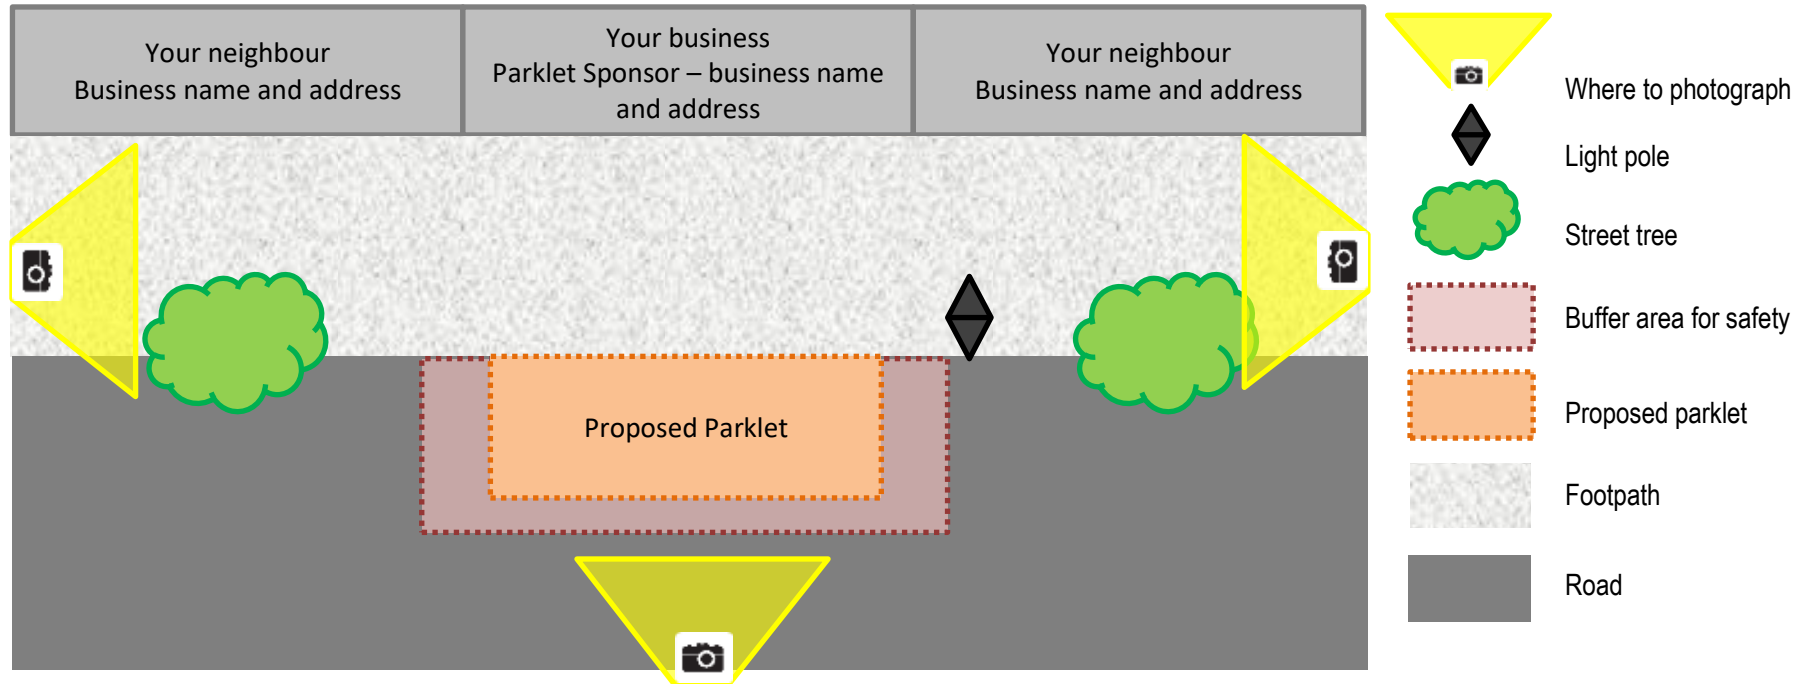 Your neighbour
Business name and address
Your business
Parklet Sponsor – business name
and address
Your neighbour
Business name and address
Proposed Parklet
Where to photograph
Light pole
Street tree
Buffer area for safety
Proposed parklet
Footpath
Road